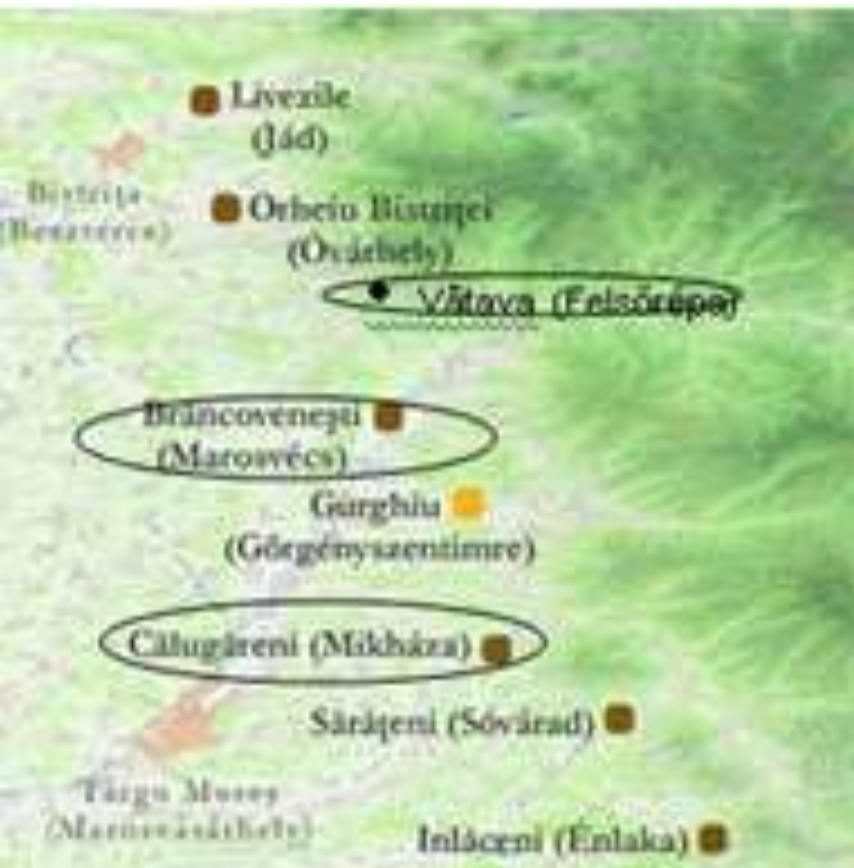 Livezile
(Jád)
Bistrița
(Beszterce)
Orheiu Bistriței
(Óvárhely)
Vătava (Felsőrépa)
Brâncovenești
(Marosvécs)
Gurghiu
(Görgényszentimre)
Călugăreni (Mikháza)
Sărățeni (Sóvárad)
Târgu Mureș
(Marosvásárhely)
Inlăceni (Énlaka)